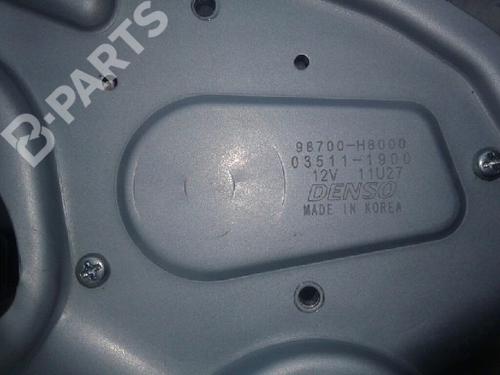 B-PARTS
98700-H8000
03511-1900
12V 11U27
DENSO
MADE IN KOREA